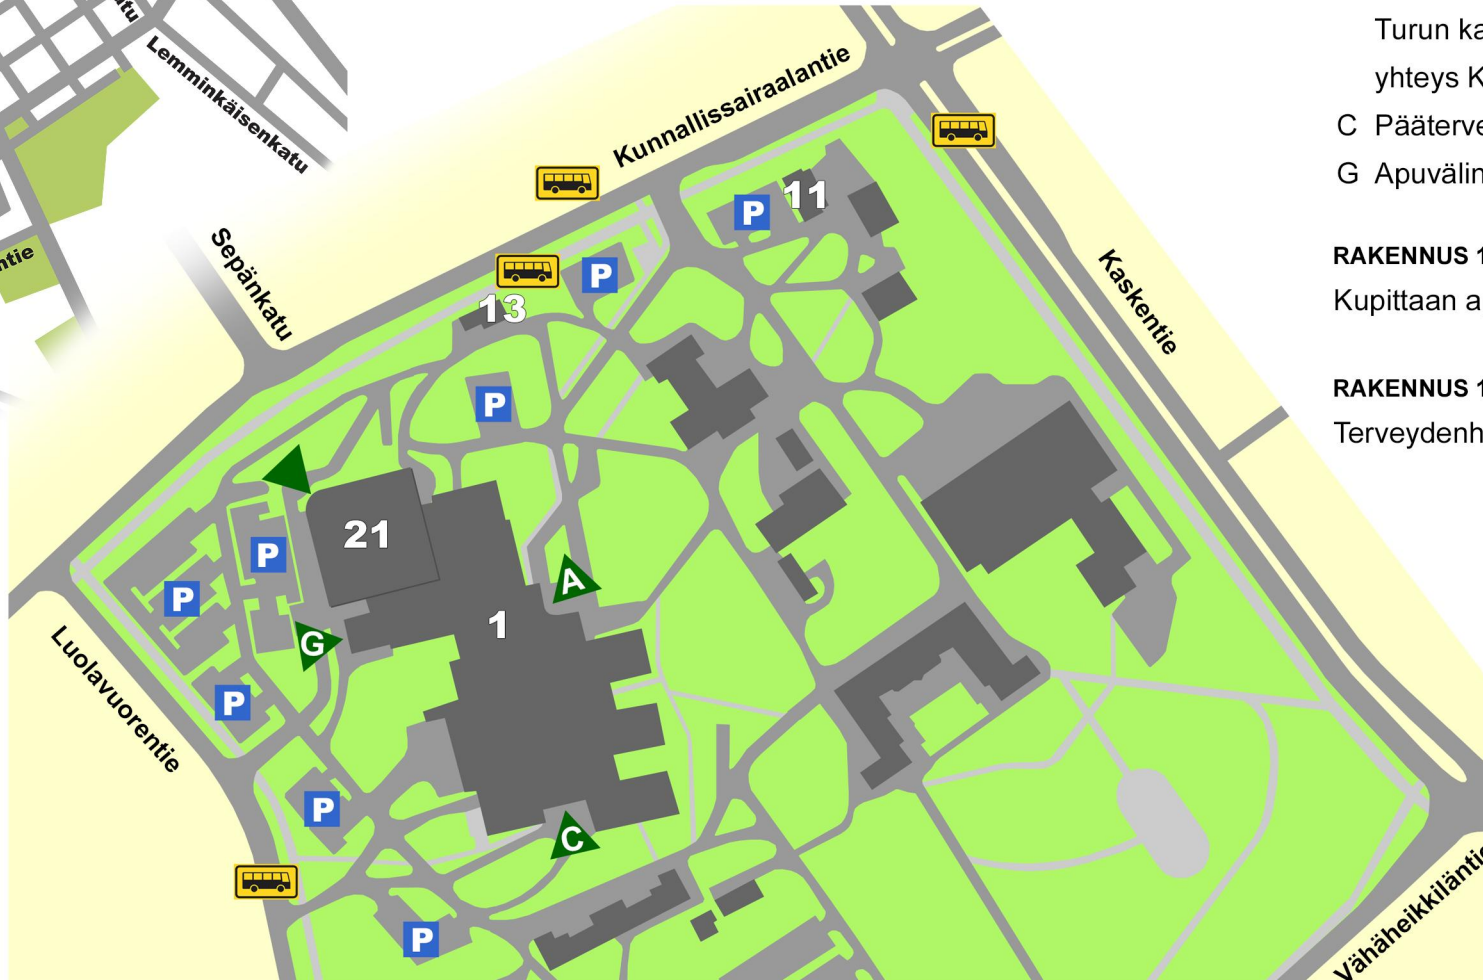 Lemminkäisenkatu
Kunnallissairaalantie
Sepänkatu
Kaskentie
Luolavuorentie
Vähäheikkiläntie
P
11
P
13
P
21
P
P
G
A
1
P
P
C
P
Turun ka
yhteys K
C Pääterve
G Apuvälin
RAKENNUS 1
Kupittaan a
RAKENNUS 1
Terveydenh